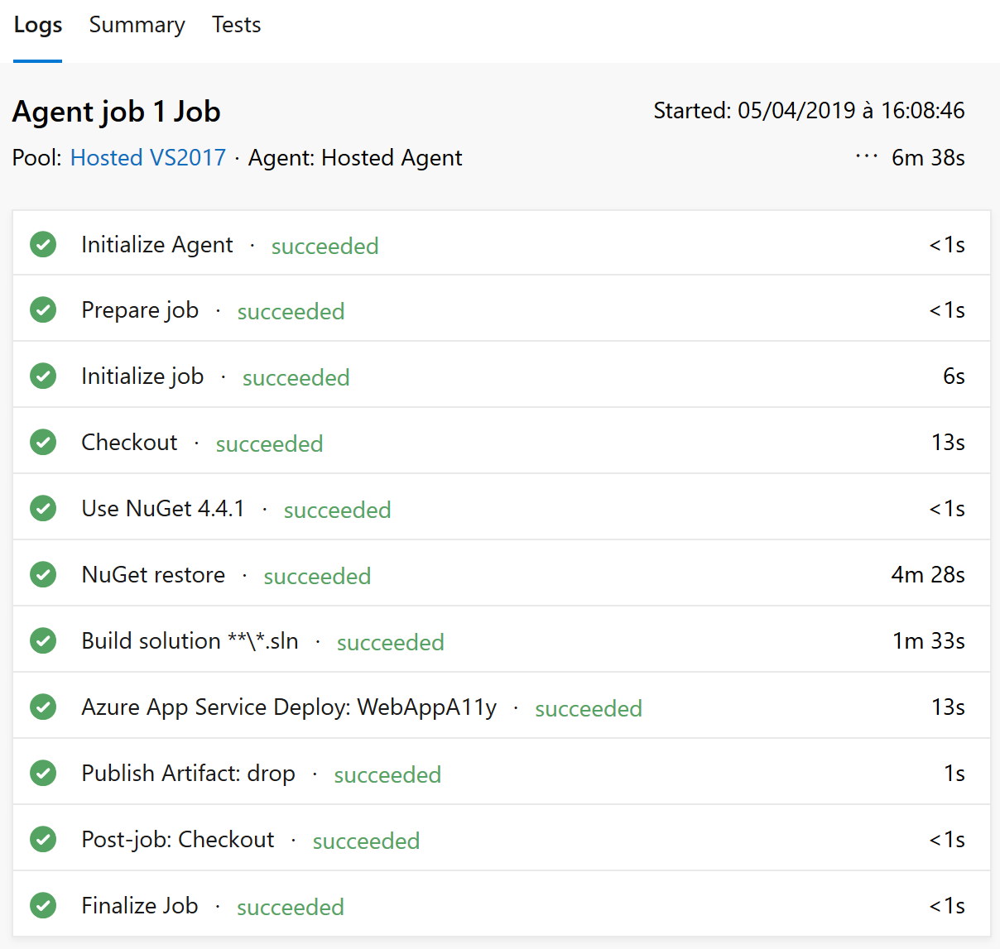 Logs Summary Tests
Agent job 1 Job Started: 05/04/2019 à 16:08:46
Pool: Hosted VS2017 · Agent: Hosted Agent ··· 6m 38s
Initialize Agent · succeeded <1s
Prepare job · succeeded <1s
Initialize job · succeeded 6s
Checkout · succeeded 13s
Use NuGet 4.4.1 · succeeded <1s
NuGet restore · succeeded 4m 28s
Build solution **\*.sln · succeeded 1m 33s
Azure App Service Deploy: WebAppA11y · succeeded 13s
Publish Artifact: drop · succeeded 1s
Post-job: Checkout · succeeded <1s
Finalize Job · succeeded <1s